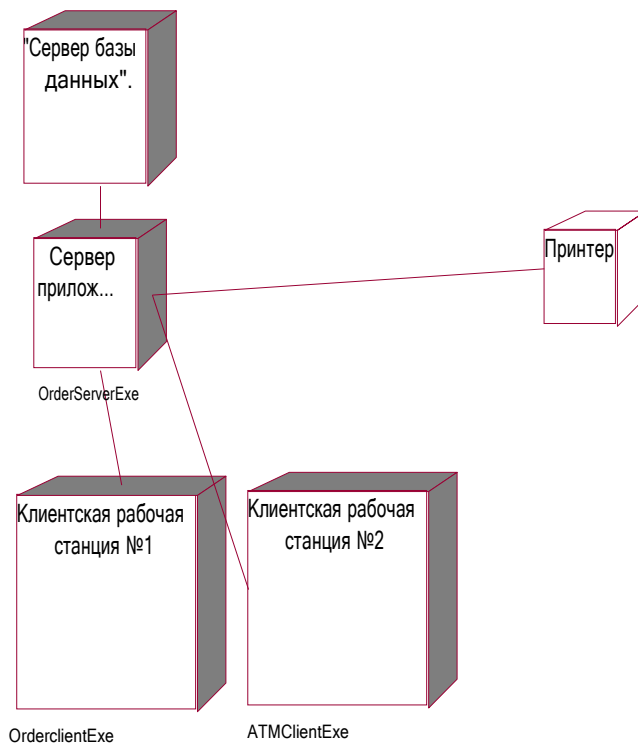 "Сервер базы
данных".
Сервер
прилож...
Принтер
OrderServerExe
Клиентская рабочая
станция №1
Клиентская рабочая
станция №2
OrderclientExe
ATMClientExe